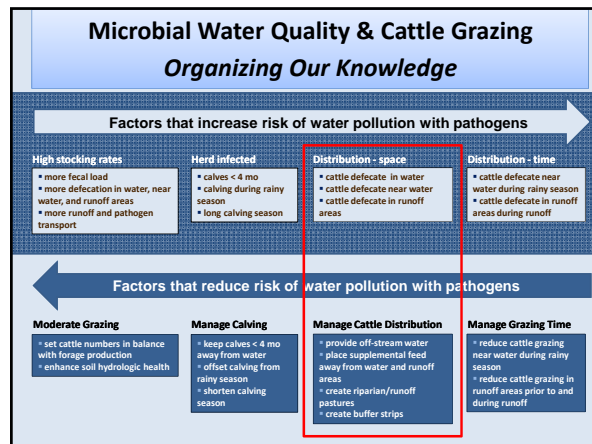 Microbial Water Quality & Cattle Grazing
Organizing Our Knowledge
Factors that increase risk of water pollution with pathogens
High stocking rates
▪ more fecal load
▪ more defecation in water, near
water, and runoff areas
▪ more runoff and pathogen
transport
Herd infected
▪ calves < 4 mo
▪ calving during rainy
season
▪ long calving season
Distribution - space
▪ cattle defecate in water
▪ cattle defecate near water
▪ cattle defecate in runoff
areas
Distribution - time
▪ cattle defecate near
water during rainy season
▪ cattle defecate in runoff
areas during runoff
Factors that reduce risk of water pollution with pathogens
Moderate Grazing
▪ set cattle numbers in balance
with forage production
▪ enhance soil hydrologic health
Manage Calving
▪ keep calves < 4 mo
away from water
▪ offset calving from
rainy season
▪ shorten calving
season
Manage Cattle Distribution
▪ provide off-stream water
▪ place supplemental feed
away from water and runoff
areas
▪ create riparian/runoff
pastures
▪ create buffer strips
Manage Grazing Time
▪ reduce cattle grazing
near water during rainy
season
▪ reduce cattle grazing in
runoff areas prior to and
during runoff